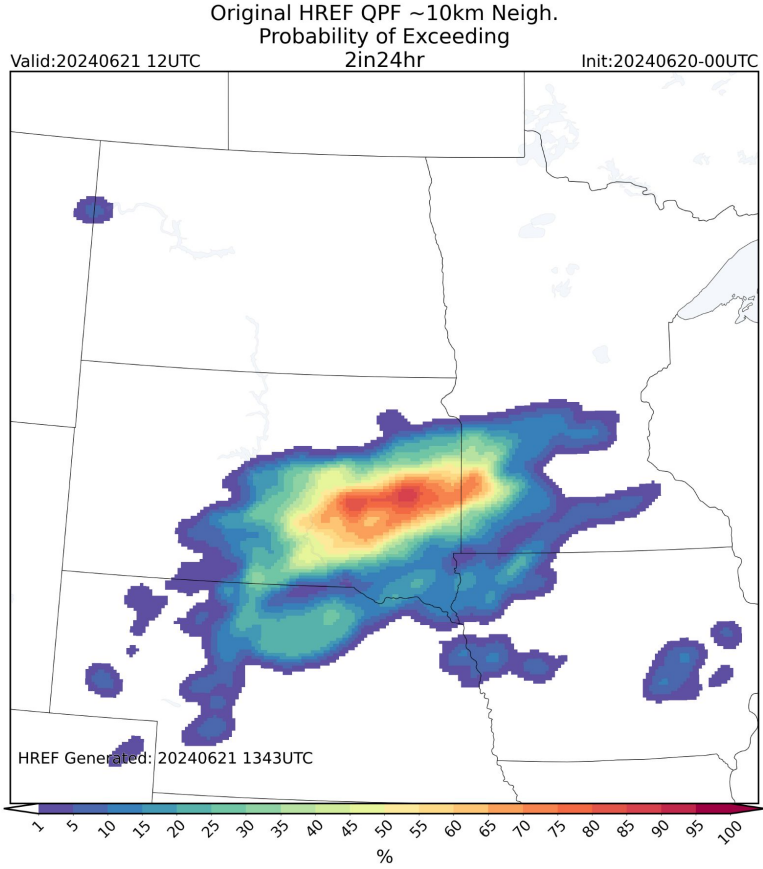 Original HREF QPF ~10km Neigh.
Probability of Exceeding
Valid:20240621 12UTC 2in24hr Init:20240620-00UTC
HREF Generated: 20240621 1343UTC
1 5 10 15 20 25 30 35 40 45 50 55 60 65 70 75 80 85 90 95 100
%